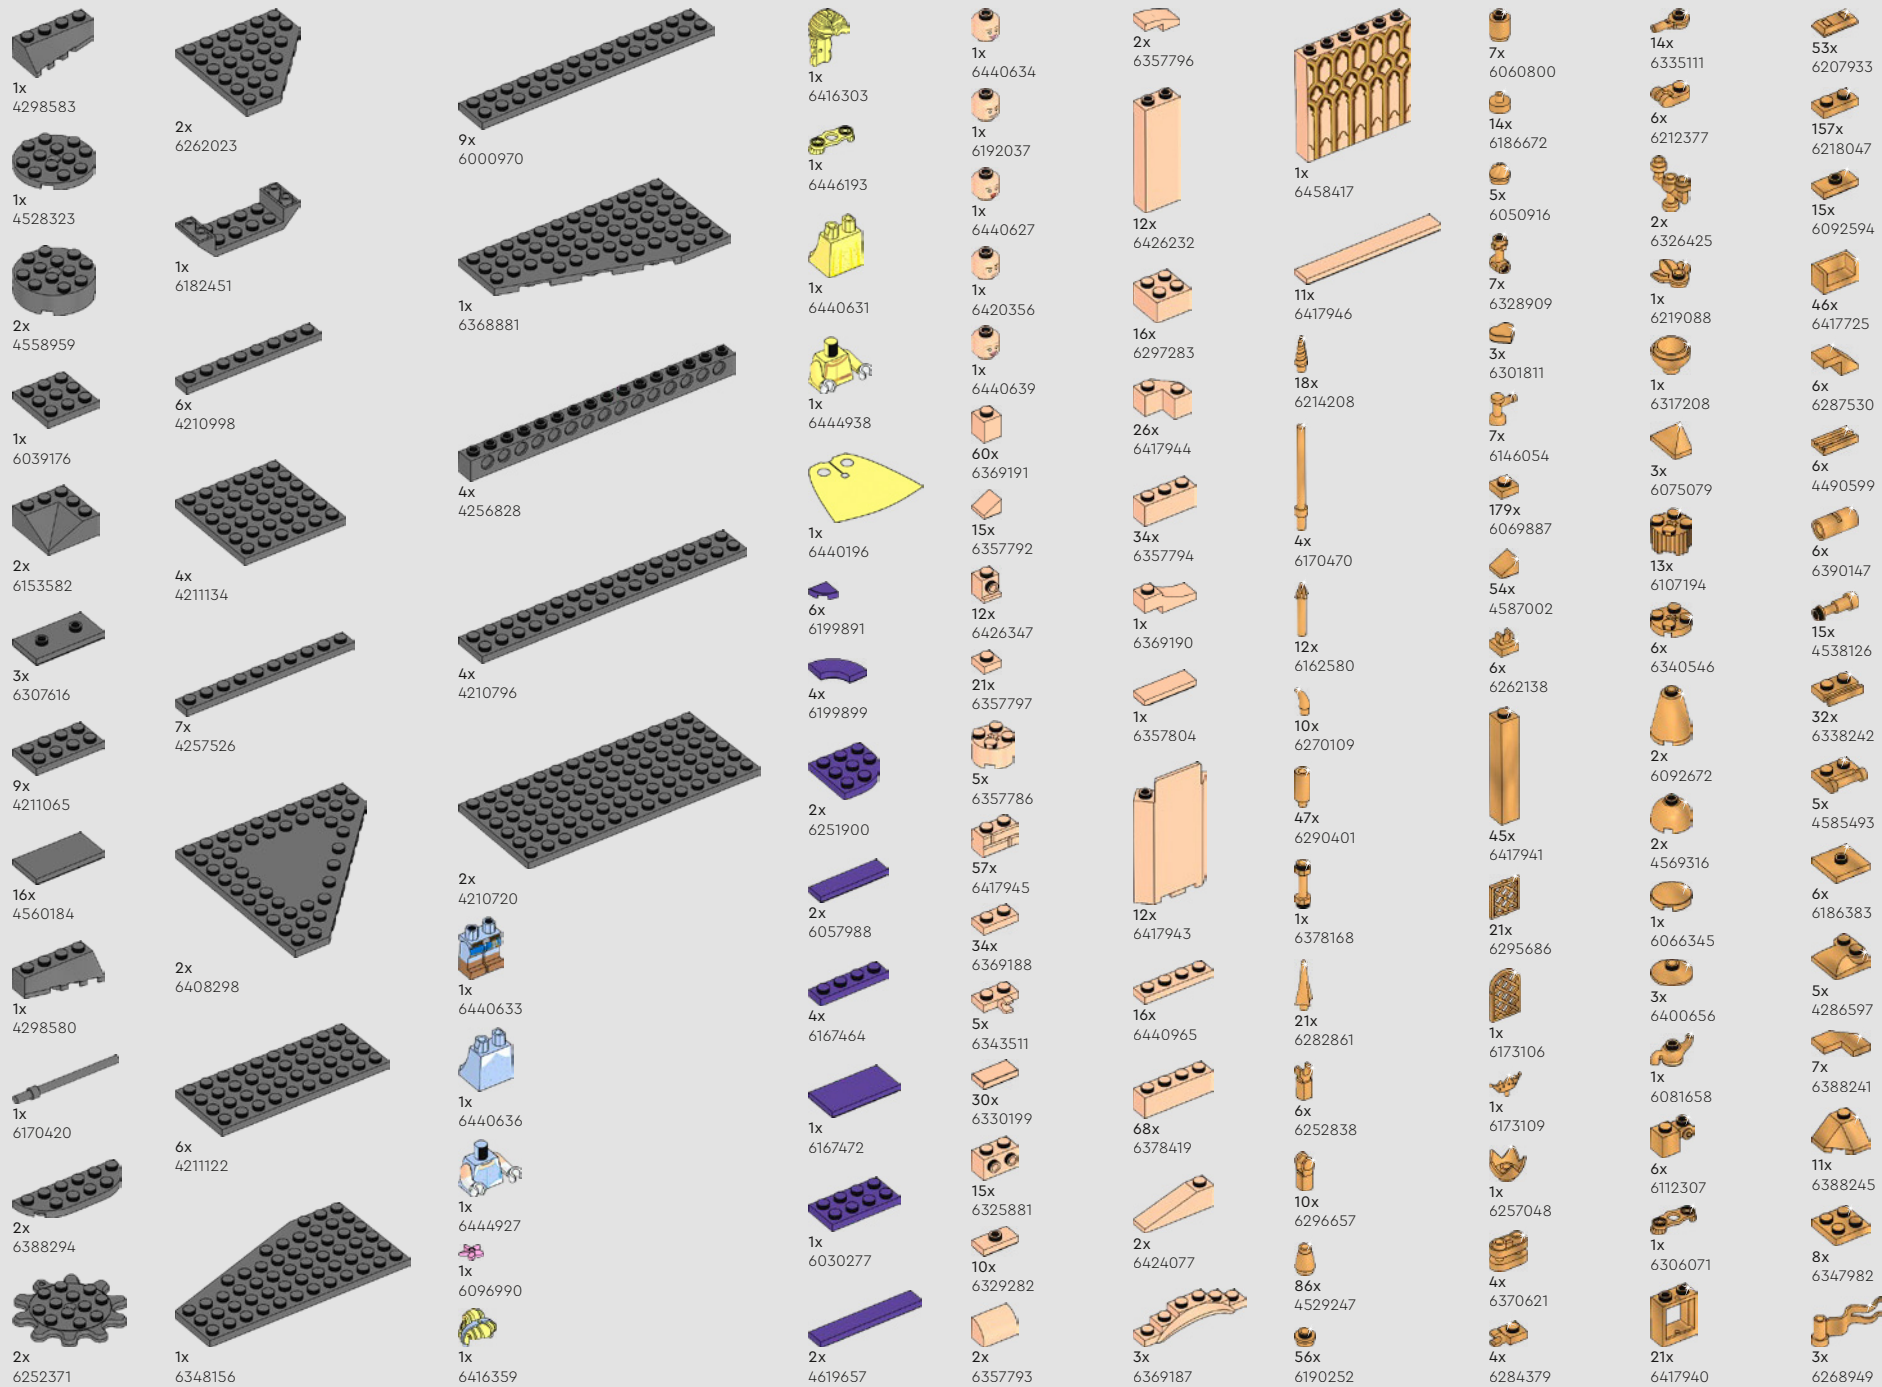 1x
4298583
1x
4528323
2x
4558959
1x
6039176
2x
6153582
3x
6307616
9x
4211065
16x
4560184
1x
4298580
1x
6170420
2x
6388294
2x
6252371
2x
6262023
1x
6182451
6x
4210998
4x
4211134
7x
4257526
2x
6408298
6x
4211122
1x
6348156
9x
6000970
1x
6368881
4x
4256828
4x
4210796
2x
4210720
1x
6440633
1x
6440636
1x
6444927
1x
6096990
1x
6416359
1x
6416303
1x
6446193
1x
6440631
1x
6444938
1x
6440196
6x
6199891
4x
6199899
2x
6251900
2x
6057988
4x
6167464
1x
6167472
1x
6030277
2x
4619657
1x
6440634
1x
6192037
1x
6440627
1x
6420356
1x
6440639
60x
6369191
15x
6357792
12x
6426347
21x
6357797
5x
6357786
57x
6417945
34x
6369188
5x
6343511
30x
6330199
15x
6325881
10x
6329282
2x
6357793
2x
6357796
12x
6426232
16x
6297283
26x
6417944
34x
6357794
1x
6369190
1x
6357804
12x
6417943
16x
6440965
68x
6378419
2x
6424077
3x
6369187
1x
6458417
11x
6417946
18x
6214208
4x
6170470
12x
6162580
10x
6270109
47x
6290401
1x
6378168
21x
6282861
6x
6252838
10x
6296657
86x
4529247
56x
6190252
7x
6060800
14x
6186672
5x
6050916
7x
6328909
3x
6301811
7x
6146054
179x
6069887
54x
4587002
6x
6262138
45x
6417941
21x
6295686
1x
6173106
1x
6173109
1x
6257048
4x
6370621
4x
6284379
14x
6335111
6x
6212377
2x
6326425
1x
6219088
1x
6317208
3x
6075079
13x
6107194
6x
6340546
2x
6092672
2x
4569316
1x
6066345
3x
6400656
1x
6081658
6x
6112307
1x
6306071
21x
6417940
53x
6207933
157x
6218047
15x
6092594
46x
6417725
6x
6287530
6x
4490599
6x
6390147
15x
4538126
32x
6338242
5x
4585493
6x
6186383
5x
4286597
7x
6388241
11x
6388245
8x
6347982
3x
6268949